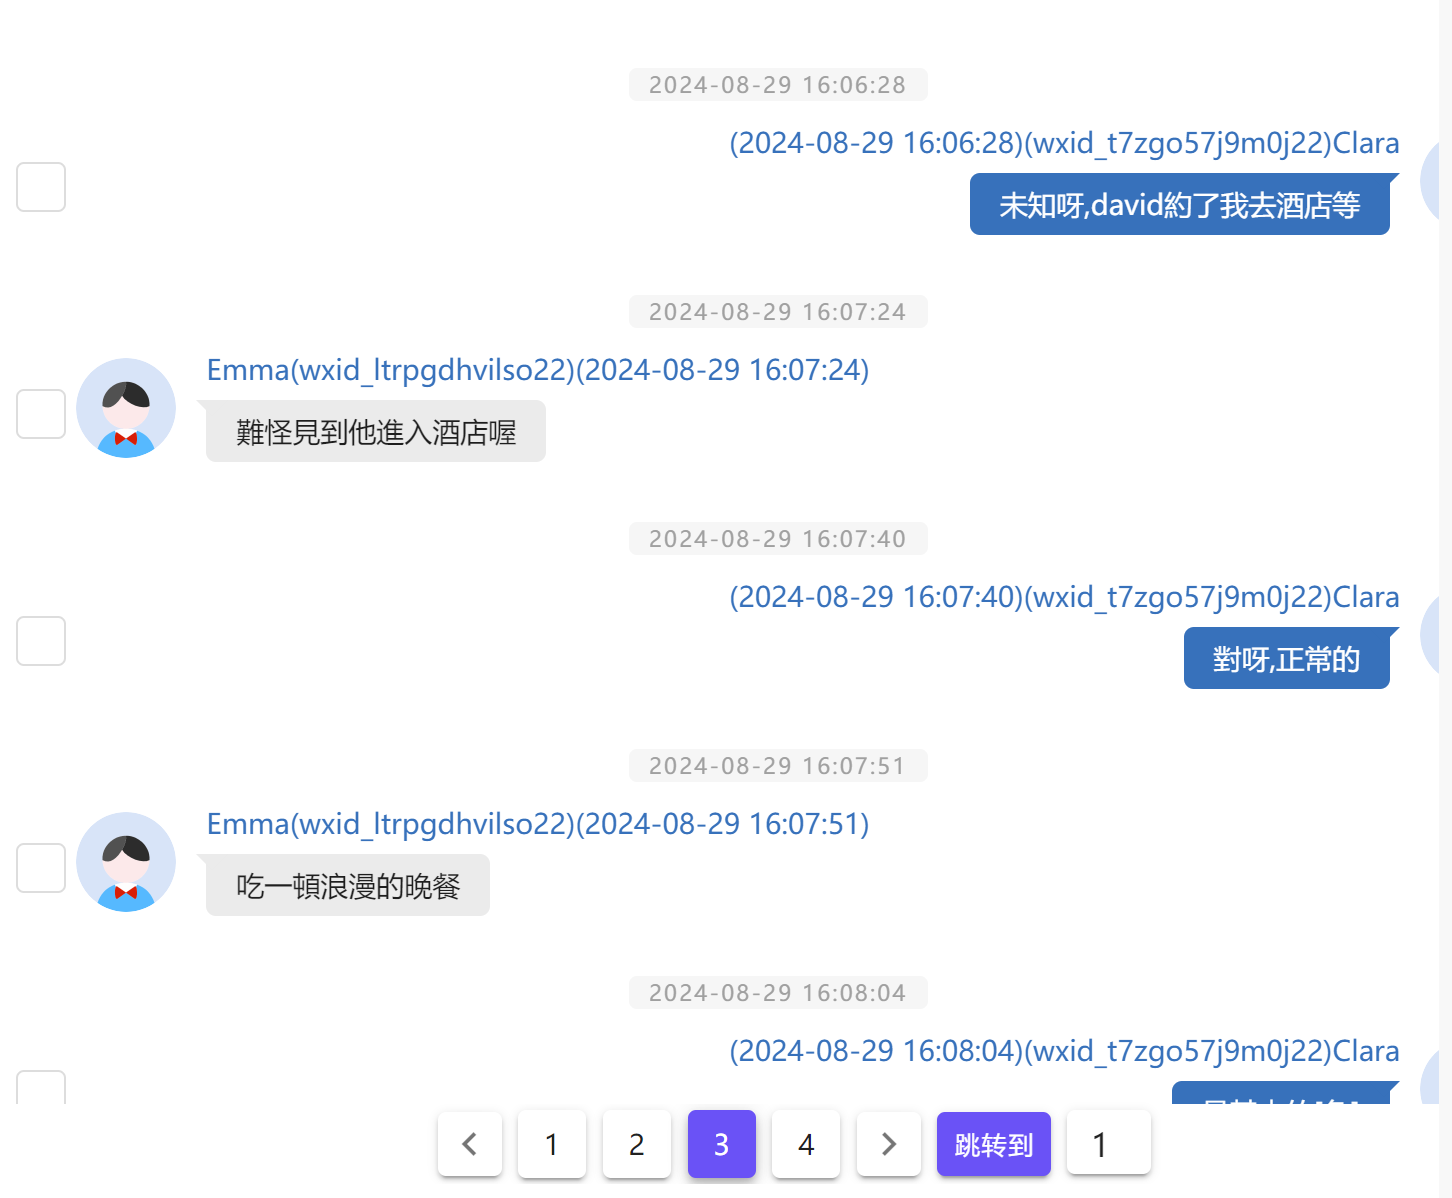 2024-08-29 16:06:28
(2024-08-29 16:06:28)(wxid_t7zgo57j9m0j22)Clara
未知呀,david約了我去酒店等
2024-08-29 16:07:24
Emma(wxid_ltrpgdhvilso22)(2024-08-29 16:07:24)
難怪見到他進入酒店喔
2024-08-29 16:07:40
(2024-08-29 16:07:40)(wxid_t7zgo57j9m0j22)Clara
對呀,正常的
2024-08-29 16:07:51
Emma(wxid_ltrpgdhvilso22)(2024-08-29 16:07:51)
吃一頓浪漫的晚餐
2024-08-29 16:08:04
(2024-08-29 16:08:04)(wxid_t7zgo57j9m0j22)Clara
1 2 3 4 跳转到 1